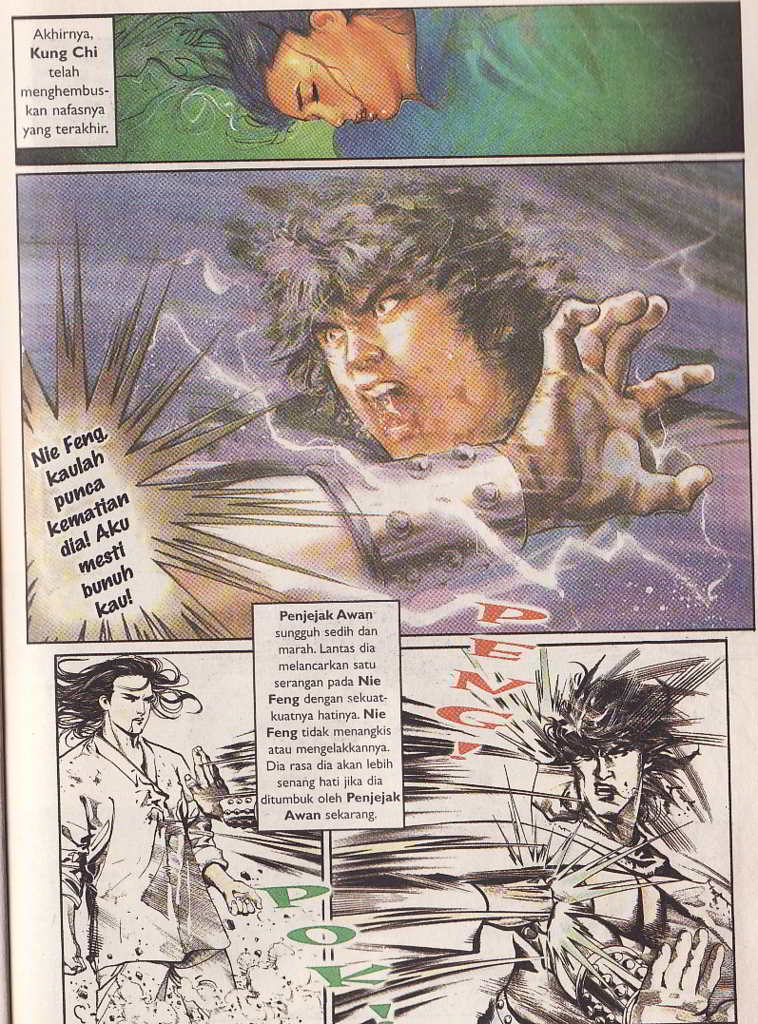 Akhirnya,
Kung Chi
telah
menghembus-
kan nafasnya
yang terakhir.
Nie Feng,
kaulah
punca
kematian
dia! Aku
mesti
bunuh
kau!
Penjejak Awan
sungguh sedih dan
marah. Lantas dia
melancarkan satu
serangan pada Nie
Feng dengan sekuat-
kuatnya hatinya. Nie
Feng tidak menangkis
atau mengelakkannya.
Dia rasa dia akan lebih
senang hati jika dia
ditumbuk oleh Penjejak
Awan sekarang.
PENG!
POK!